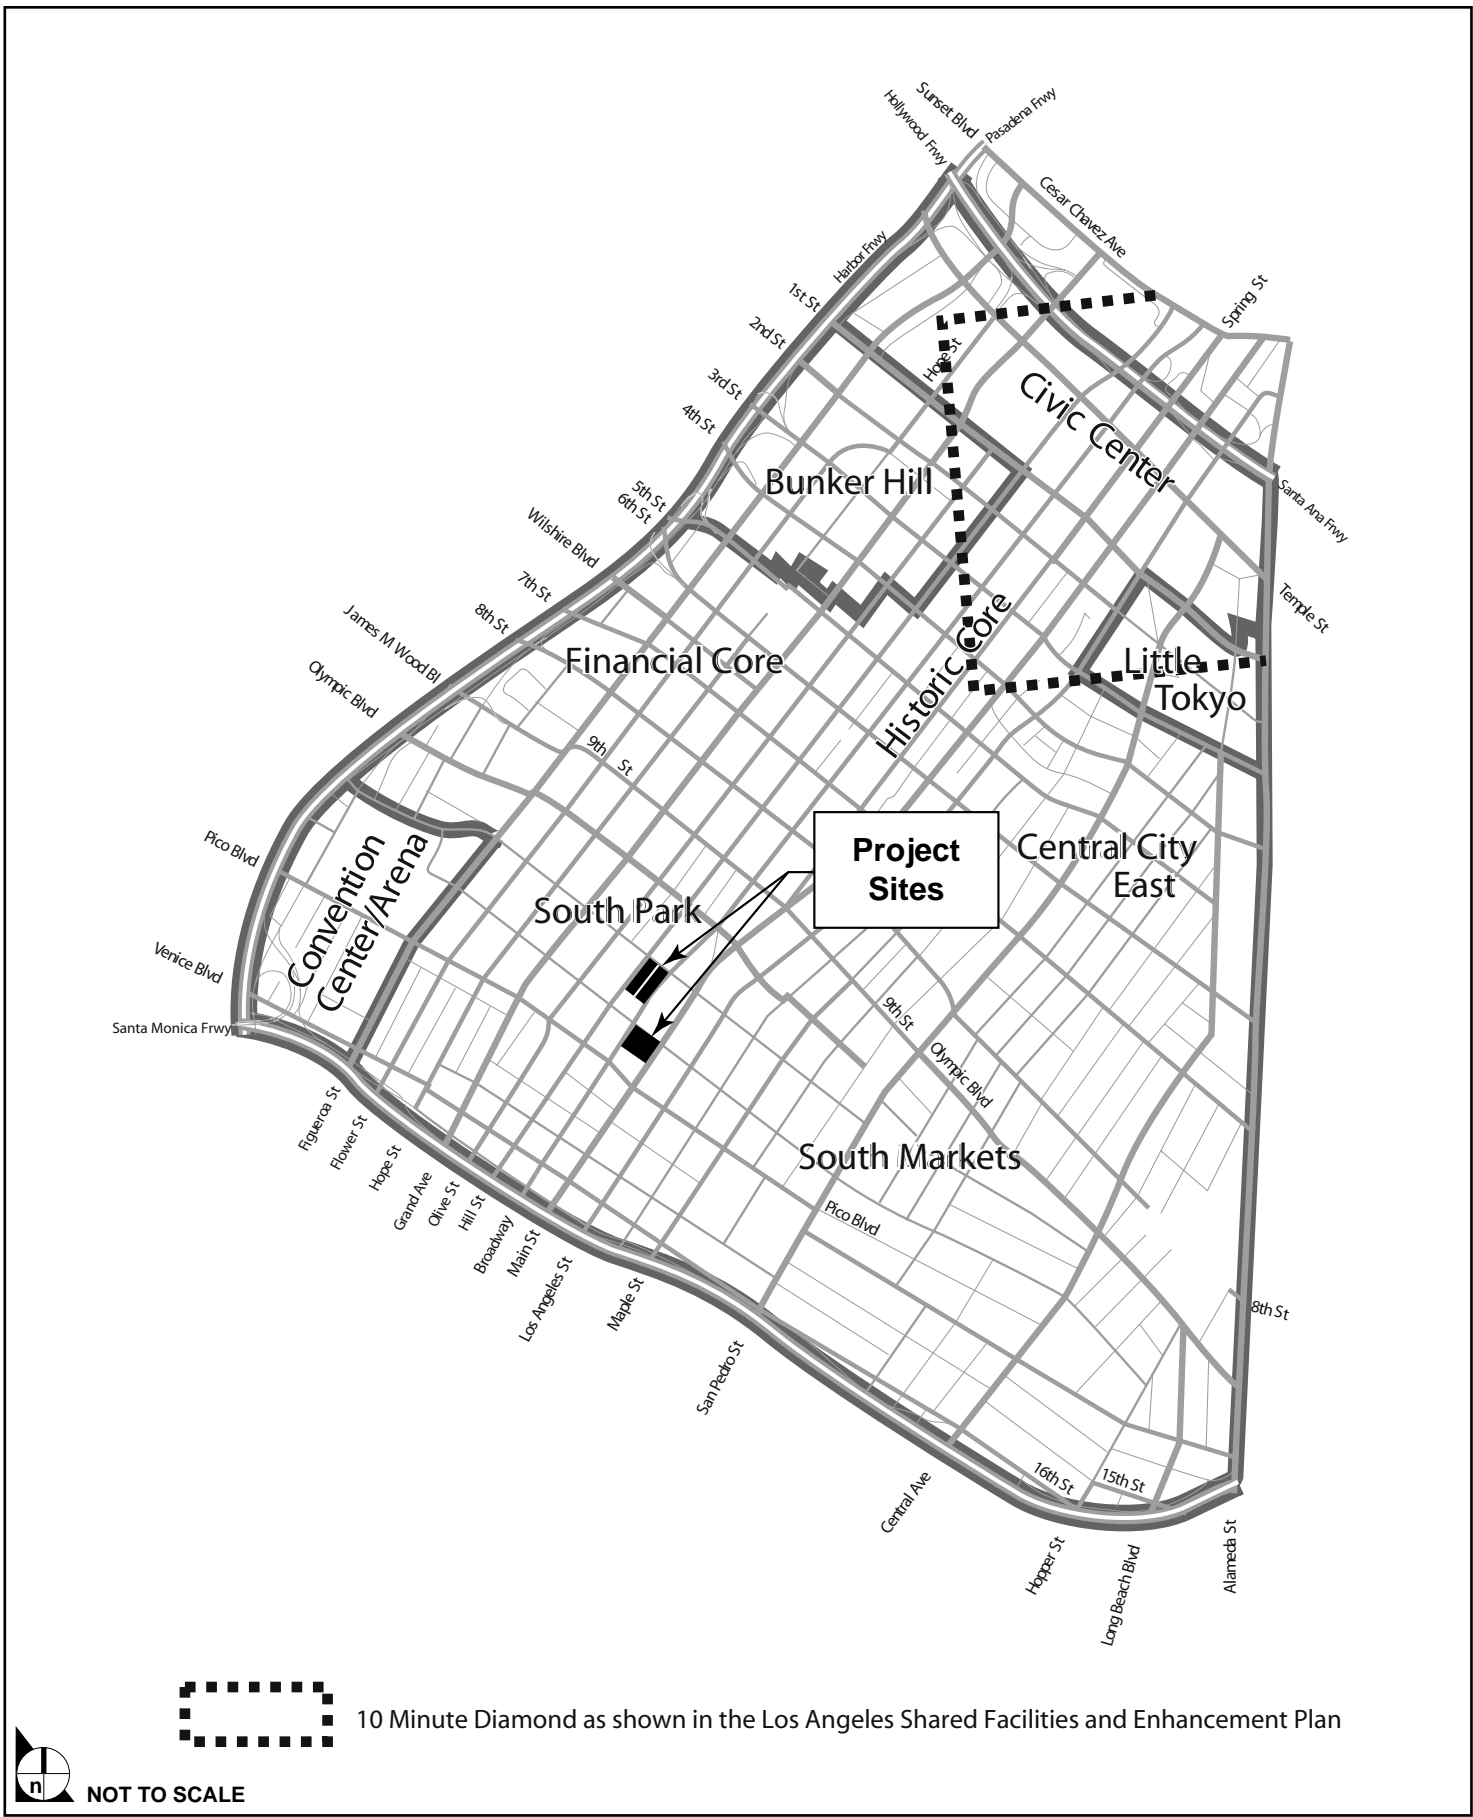 Sunset Blvd
Pasadena Frwy
Hollywood Frwy
Cesar Chavez Ave
Harbor Frwy
Spring St
1st St
2nd St
Hope St
3rd St
4th St
Civic Center
Bunker Hill
5th St
6th St
Santa Ana Frwy
Wilshire Blvd
7th St
Temple St
8th St
James M Wood Bl
Historic Core
Financial Core
Little
Tokyo
Olympic Blvd
9th St
Pico Blvd
Convention
Center/Arena
Project
Sites
Central City
East
South Park
Venice Blvd
Santa Monica Frwy
9th St
Olympic Blvd
Figueroa St
Flower St
Hope St
Grand Ave
Olive St
Hill St
Broadway
Main St
Los Angeles St
Maple St
South Markets
Pico Blvd
San Pedro St
8th St
Central Ave
16th St
15th St
Hopper St
Long Beach Blvd
Alameda St
10 Minute Diamond as shown in the Los Angeles Shared Facilities and Enhancement Plan
n
NOT TO SCALE